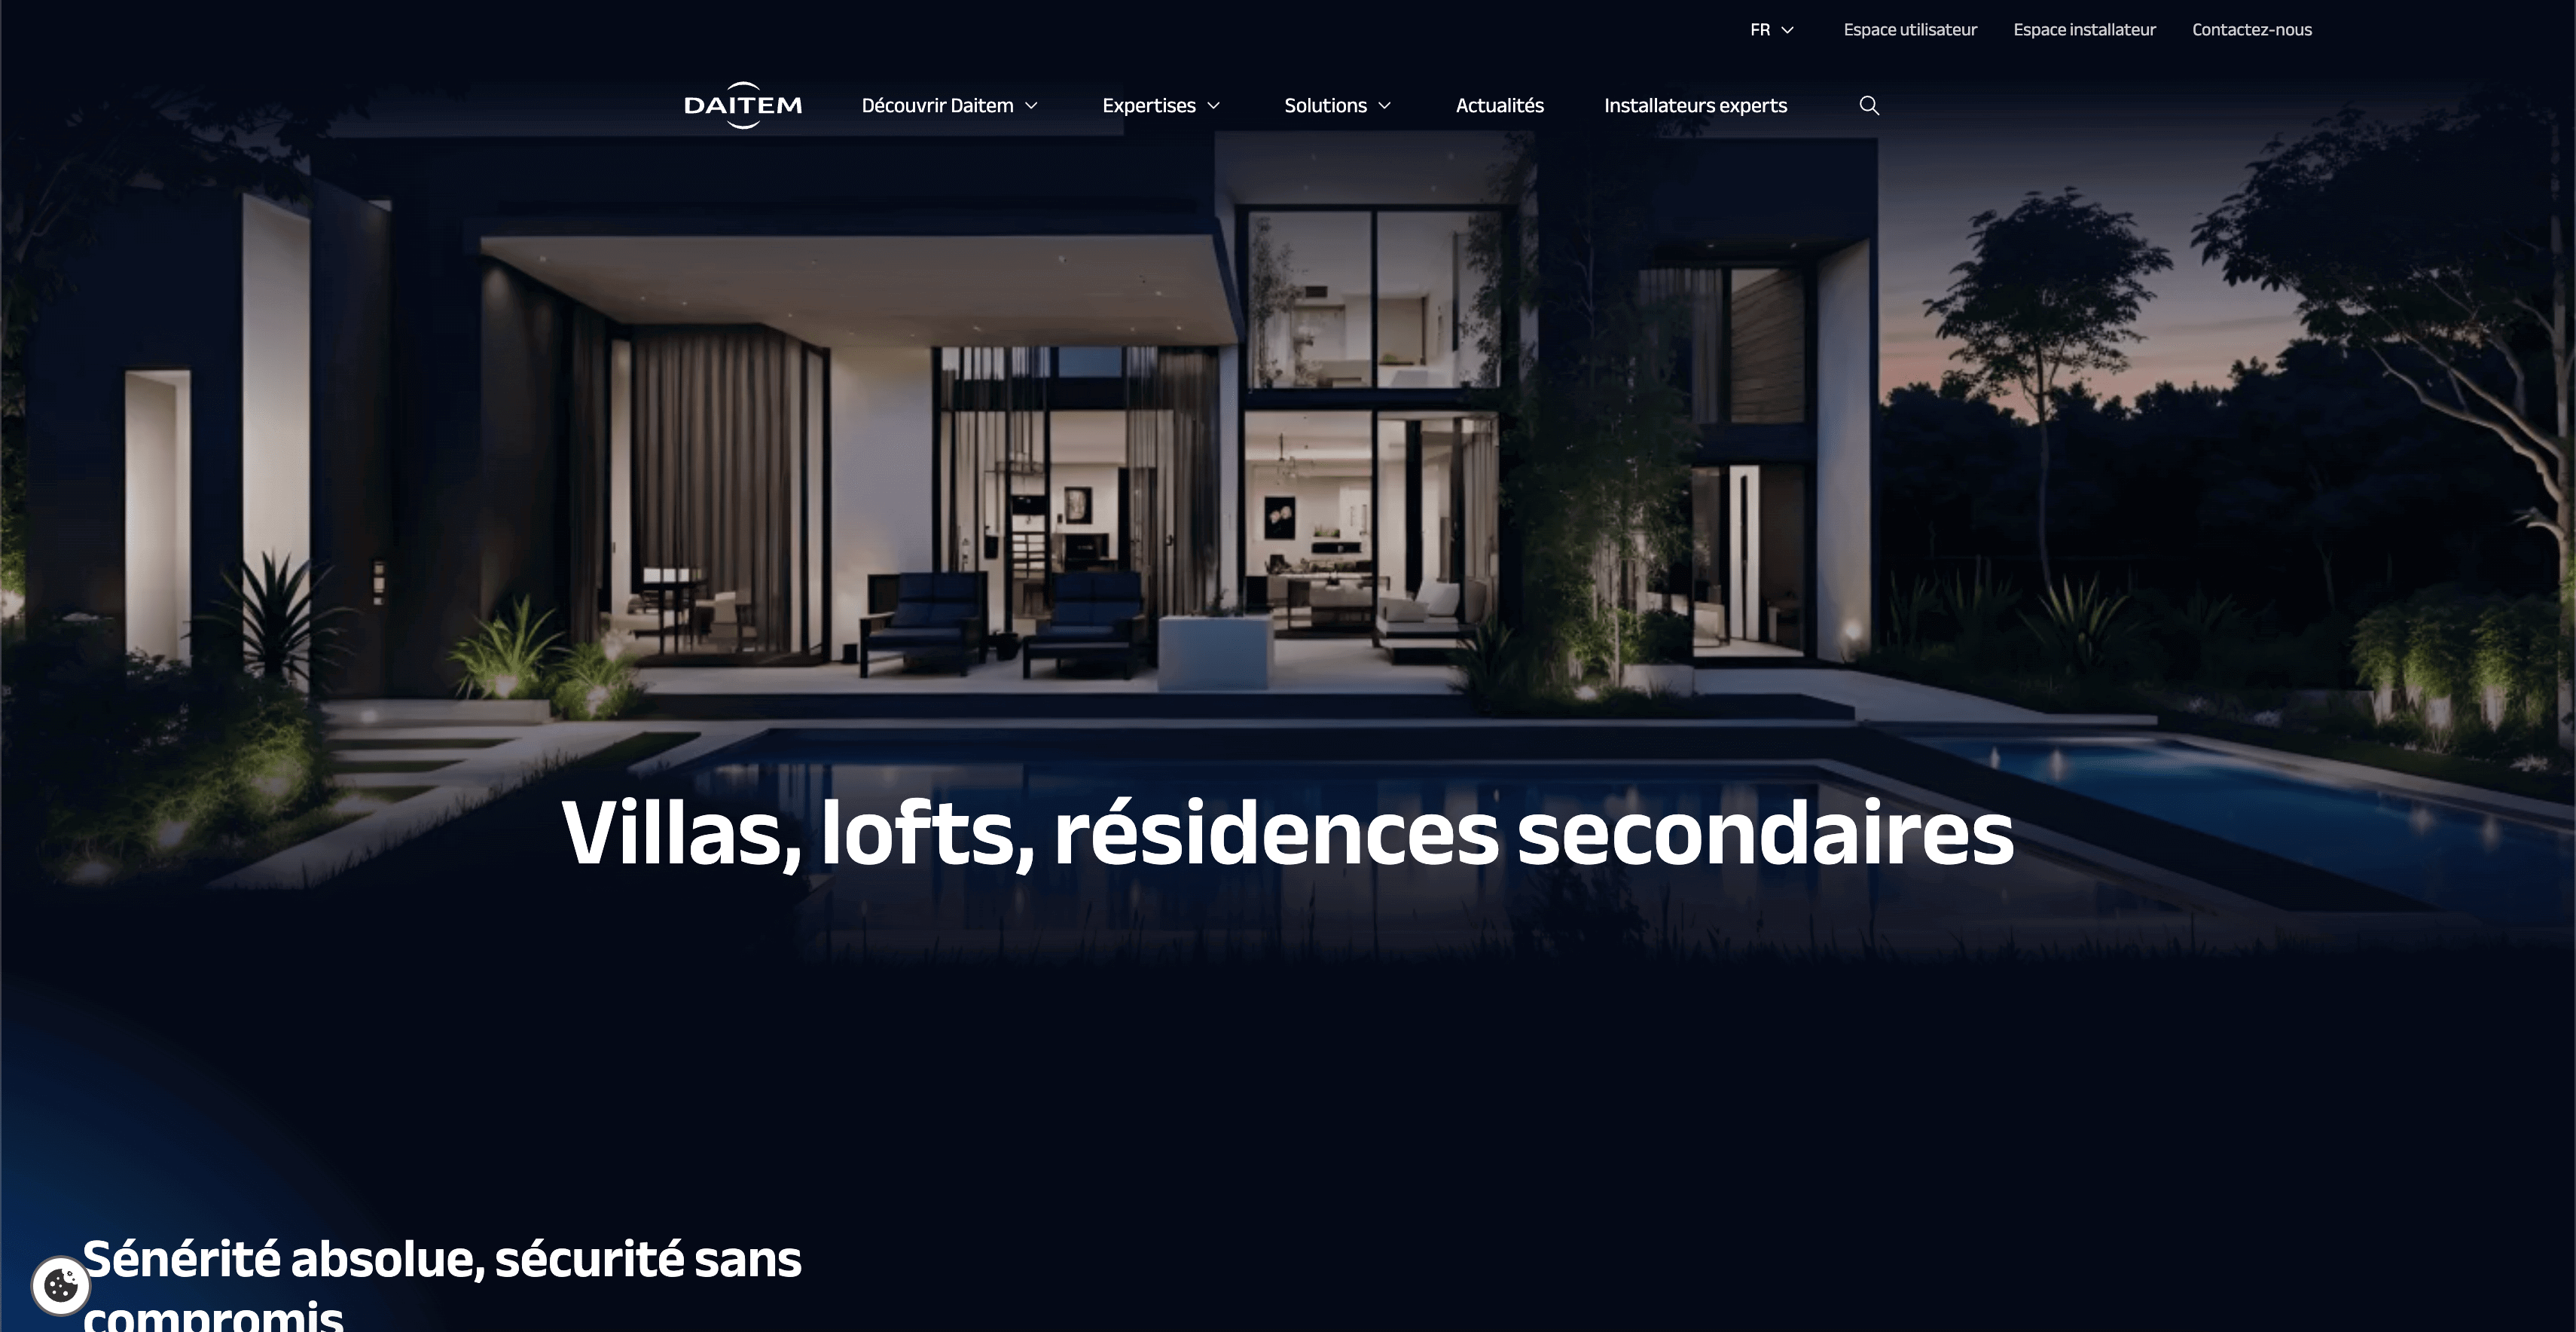 FR
Espace utilisateur
Espace installateur
Contactez-nous
DAITEM
Découvrir Daitem
Expertises
Solutions
Actualités
Installateurs experts
Villas, lofts, résidences secondaires
Sénérité absolue, sécurité sans
compromis